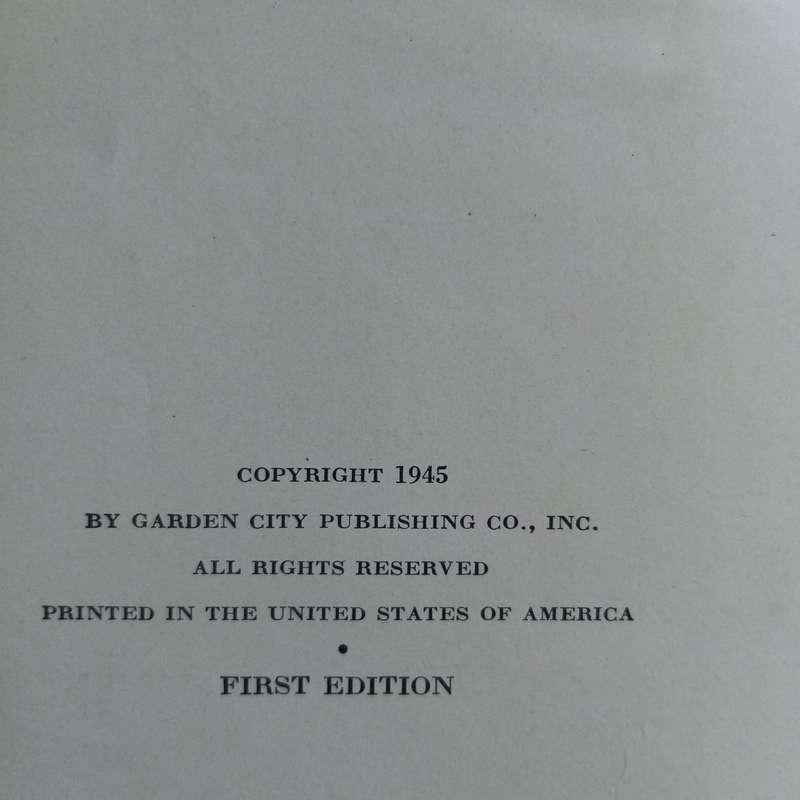 COPYRIGHT 1945
BY GARDEN CITY PUBLISHING CO., INC.
ALL RIGHTS RESERVED
PRINTED IN THE UNITED STATES OF AMERICA
•
FIRST EDITION